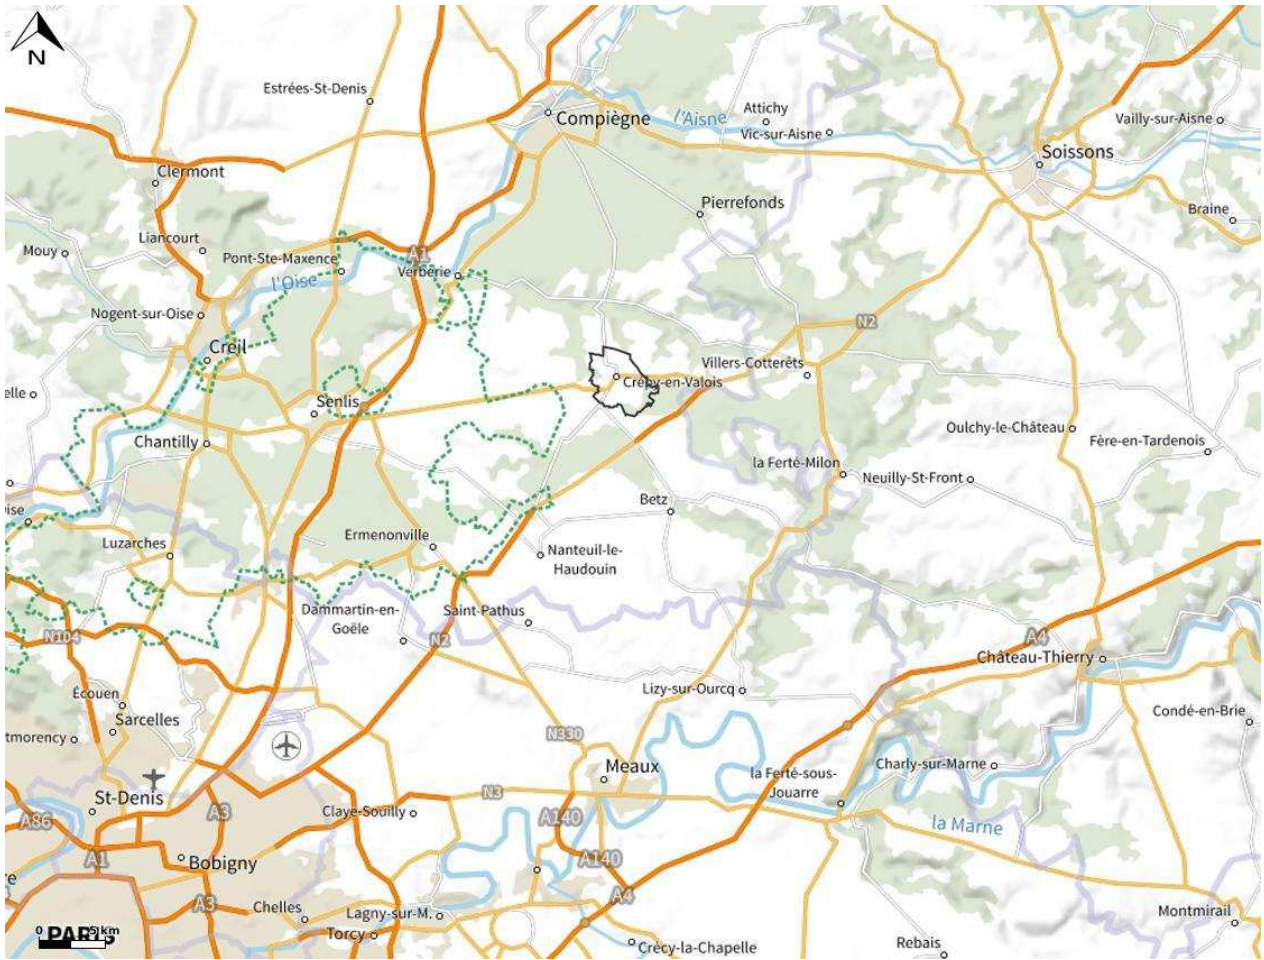 N
Estrées-St-Denis
Compiègne
l'Aisne
Attichy
Vic-sur-Aisne
Vailly-sur-Aisne
Soissons
Clermont
Pierrefonds
Braine
Liancourt
Mouy
Pont-Ste-Maxence
A1
Verberie
l'Oise
Nogent-sur-Oise
N2
Creil
Villers-Cotterêts
Crépy-en-Valois
elle
Senlis
Chantilly
Oulchy-le-Château
Fère-en-Tardenois
la Ferté-Milon
Neuilly-St-Front
Betz
Oise
Luzarches
Ermenonville
Nanteuil-le-
Haudouin
Dammartin-en-
Goële
Saint-Pathus
N104
N2
A4
Château-Thierry
Écouen
Lizy-sur-Ourcq
Sarcelles
Condé-en-Brie
tmorency
N330
Meaux
Charly-sur-Marne
la Ferté-sous-
Jouarre
St-Denis
N3
A86
A3
Claye-Souilly
A140
la Marne
A1
Bobigny
A140
re
A3
A4
Chelles
Lagny-sur-M.
Montmirail
PARIS
0 5 km
Torcy
Crécy-la-Chapelle
Rebais